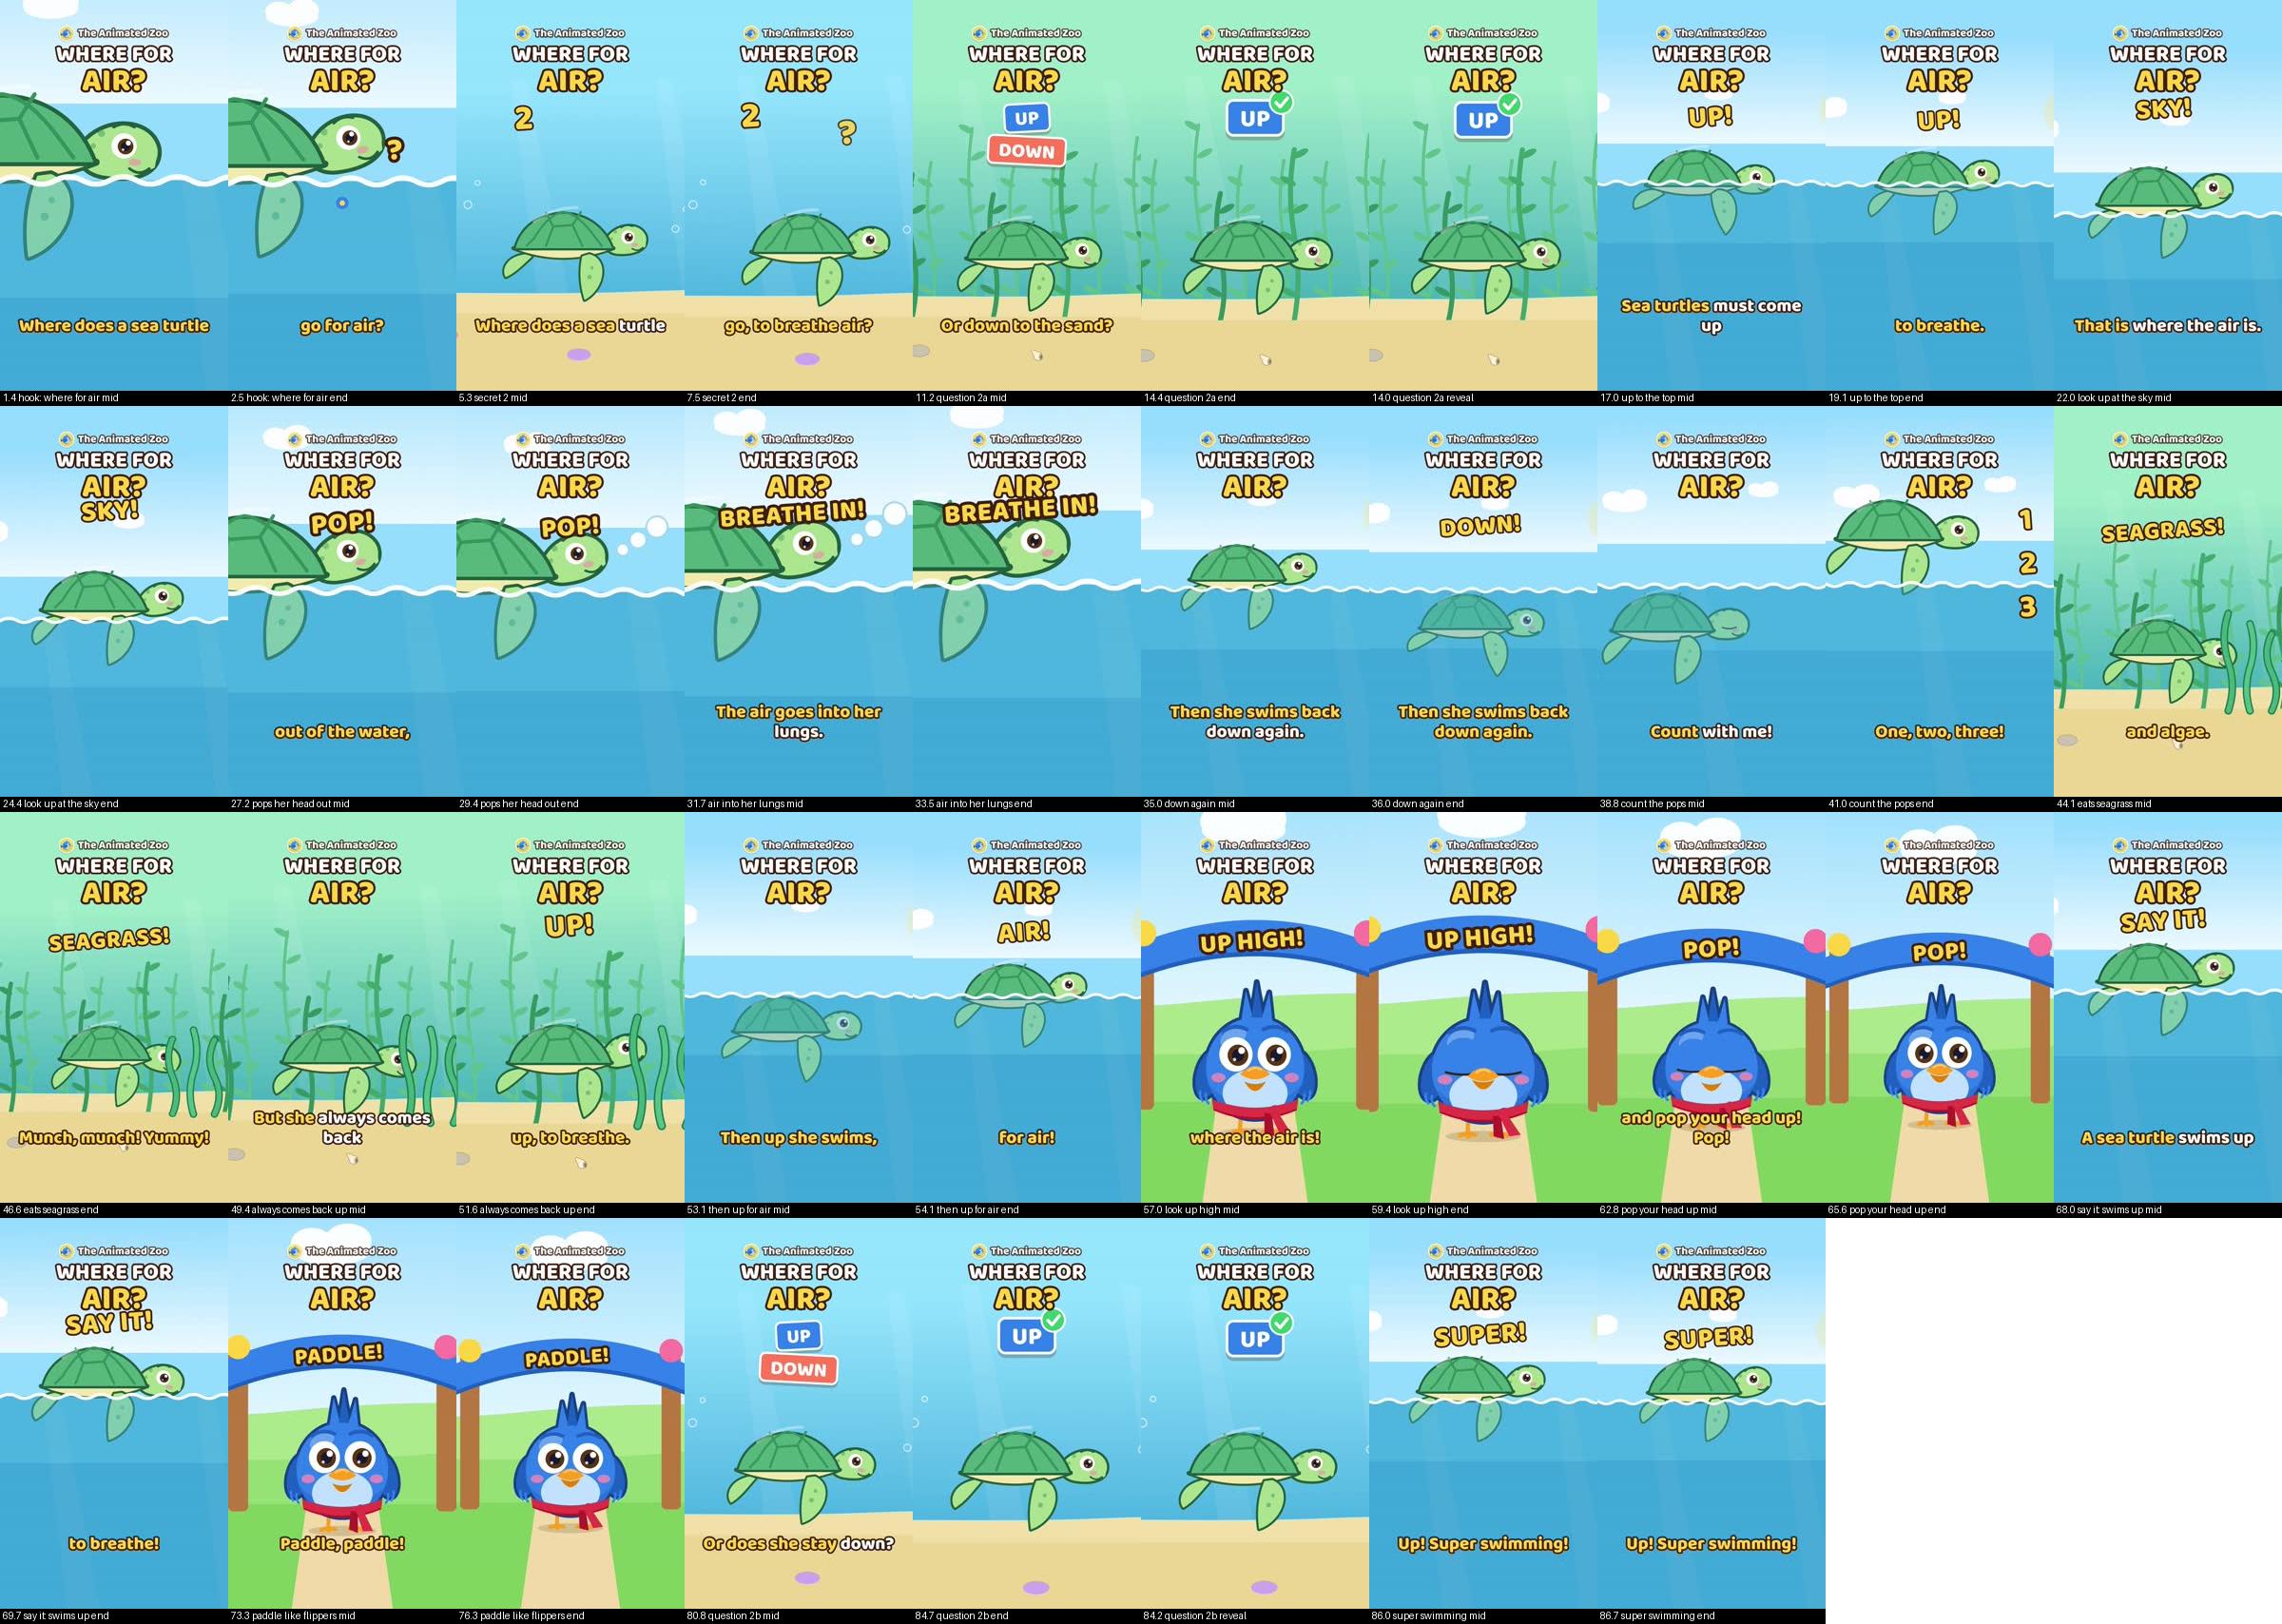 The Animated Zoo
WHERE FOR
AIR?
Where does a sea turtle
1.4 hook: where for air mid
The Animated Zoo
WHERE FOR
AIR?
?
go for air?
2.5 hook: where for air end
The Animated Zoo
WHERE FOR
AIR?
2
Where does a sea turtle
5.3 secret 2 mid
The Animated Zoo
WHERE FOR
AIR?
2
?
go, to breathe air?
7.5 secret 2 end
The Animated Zoo
WHERE FOR
AIR?
UP
DOWN
Or down to the sand?
11.2 question 2a mid
The Animated Zoo
WHERE FOR
AIR?
UP
14.4 question 2a end
The Animated Zoo
WHERE FOR
AIR?
UP
14.0 question 2a reveal
The Animated Zoo
WHERE FOR
AIR?
UP!
Sea turtles must come
up
17.0 up to the top mid
The Animated Zoo
WHERE FOR
AIR?
UP!
to breathe.
19.1 up to the top end
The Animated Zoo
WHERE FOR
AIR?
SKY!
That is where the air is.
22.0 look up at the sky mid
The Animated Zoo
WHERE FOR
AIR?
SKY!
24.4 look up at the sky end
The Animated Zoo
WHERE FOR
AIR?
POP!
out of the water,
27.2 pops her head out mid
The Animated Zoo
WHERE FOR
AIR?
POP!
29.4 pops her head out end
The Animated Zoo
WHERE FOR
AIR?
BREATHE IN!
The air goes into her
lungs.
31.7 air into her lungs mid
The Animated Zoo
WHERE FOR
AIR?
BREATHE IN!
33.5 air into her lungs end
The Animated Zoo
WHERE FOR
AIR?
Then she swims back
down again.
35.0 down again mid
The Animated Zoo
WHERE FOR
AIR?
DOWN!
Then she swims back
down again.
36.0 down again end
The Animated Zoo
WHERE FOR
AIR?
Count with me!
38.8 count the pops mid
The Animated Zoo
WHERE FOR
AIR?
1
2
3
One, two, three!
41.0 count the pops end
The Animated Zoo
WHERE FOR
AIR?
SEAGRASS!
and algae.
44.1 eats seagrass mid
The Animated Zoo
WHERE FOR
AIR?
SEAGRASS!
Munch, munch! Yummy!
46.6 eats seagrass end
The Animated Zoo
WHERE FOR
AIR?
But she always comes
back
49.4 always comes back up mid
The Animated Zoo
WHERE FOR
AIR?
UP!
up, to breathe.
51.6 always comes back up end
The Animated Zoo
WHERE FOR
AIR?
Then up she swims,
53.1 then up for air mid
The Animated Zoo
WHERE FOR
AIR?
AIR!
for air!
54.1 then up for air end
The Animated Zoo
WHERE FOR
AIR?
UP HIGH!
where the air is!
57.0 look up high mid
The Animated Zoo
WHERE FOR
AIR?
UP HIGH!
59.4 look up high end
The Animated Zoo
WHERE FOR
AIR?
POP!
and pop your head up!
Pop!
62.8 pop your head up mid
The Animated Zoo
WHERE FOR
AIR?
POP!
65.6 pop your head up end
The Animated Zoo
WHERE FOR
AIR?
SAY IT!
A sea turtle swims up
68.0 say it: swims up mid
The Animated Zoo
WHERE FOR
AIR?
SAY IT!
to breathe!
69.7 say it: swims up end
The Animated Zoo
WHERE FOR
AIR?
PADDLE!
Paddle, paddle!
73.3 paddle like flippers mid
The Animated Zoo
WHERE FOR
AIR?
PADDLE!
76.3 paddle like flippers end
The Animated Zoo
WHERE FOR
AIR?
UP
DOWN
Or does she stay down?
80.8 question 2b mid
The Animated Zoo
WHERE FOR
AIR?
UP
84.7 question 2b end
The Animated Zoo
WHERE FOR
AIR?
UP
84.2 question 2b reveal
The Animated Zoo
WHERE FOR
AIR?
SUPER!
Up! Super swimming!
86.0 super swimming mid
The Animated Zoo
WHERE FOR
AIR?
SUPER!
Up! Super swimming!
86.7 super swimming end